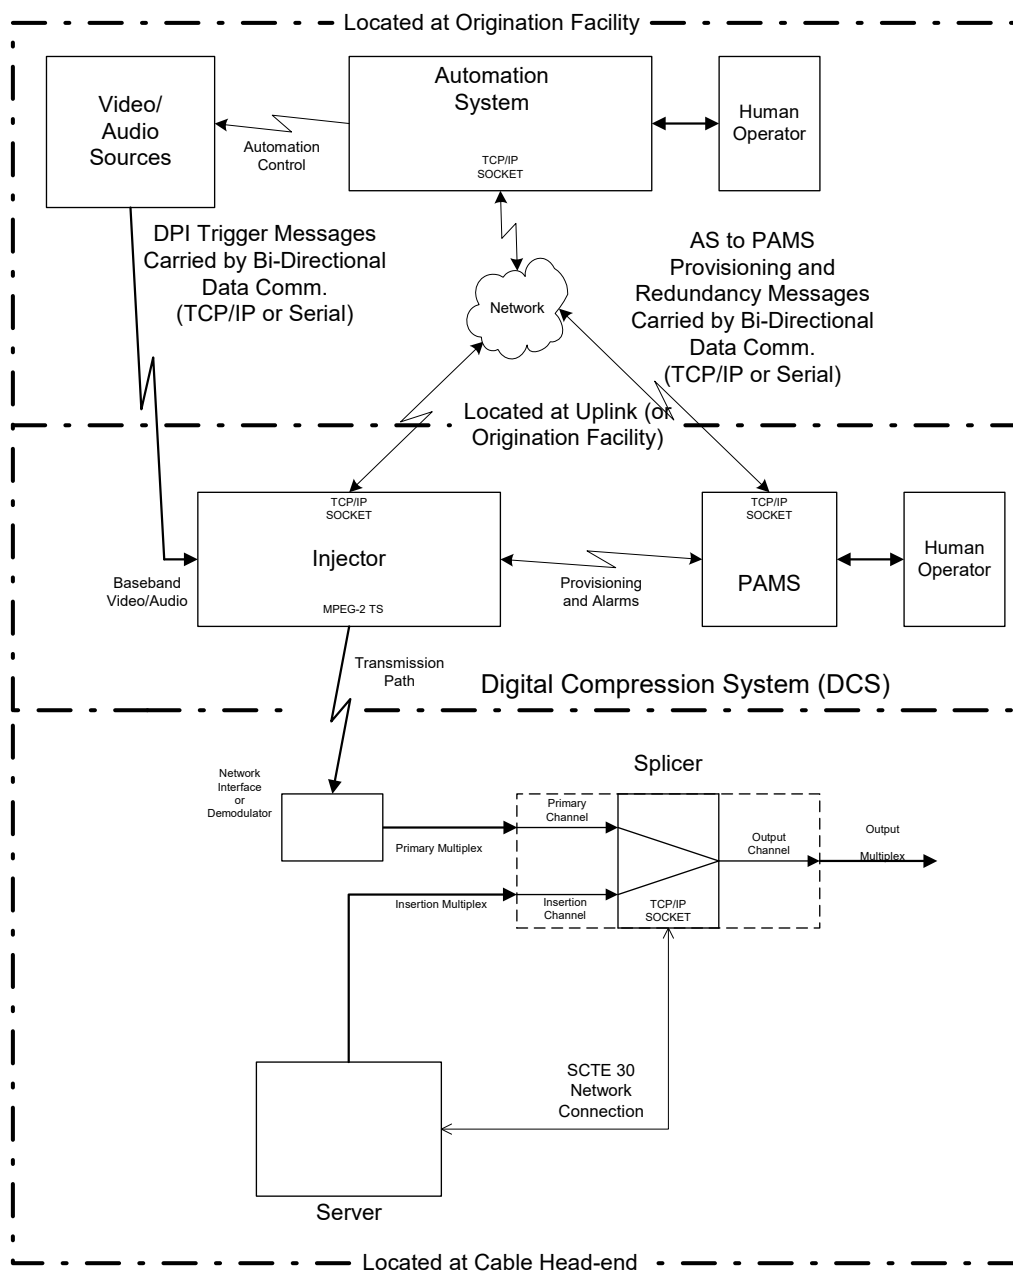 Located at Origination Facility
Video/
Audio
Sources
Automation
Control
Automation
System
TCP/IP
SOCKET
Human
Operator
DPI Trigger Messages
Carried by Bi-Directional
Data Comm.
(TCP/IP or Serial)
Network
AS to PAMS
Provisioning and
Redundancy Messages
Carried by Bi-Directional
Data Comm.
(TCP/IP or Serial)
Located at Uplink (or
Origination Facility)
Baseband
Video/Audio
TCP/IP
SOCKET
Injector
MPEG-2 TS
Provisioning
and Alarms
TCP/IP
SOCKET
PAMS
Human
Operator
Transmission
Path
Digital Compression System (DCS)
Network
Interface
or
Demodulator
Primary Multiplex
Insertion Multiplex
Splicer
Primary
Channel
Insertion
Channel
TCP/IP
SOCKET
Output
Channel
Output
Multiplex
SCTE 30
Network
Connection
Server
Located at Cable Head-end